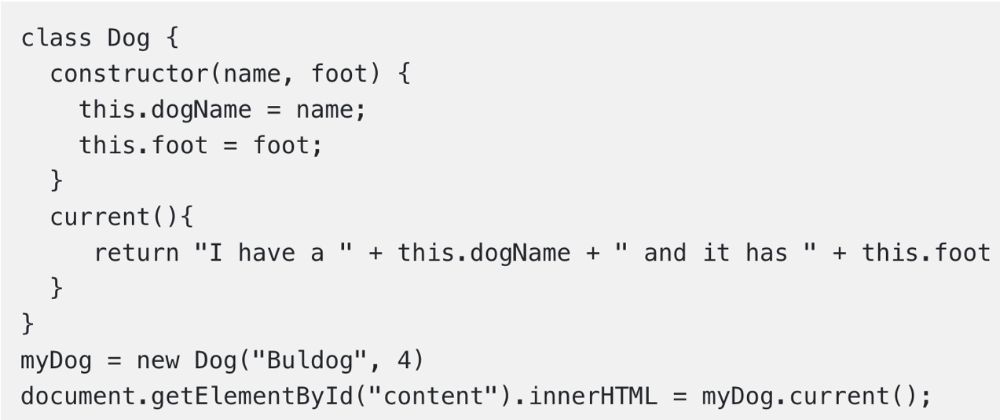 class Dog {
  constructor(name, foot) {
    this.dogName = name;
    this.foot = foot;
  }
  current(){
     return "I have a " + this.dogName + " and it has " + this.foot
  }
}
myDog = new Dog("Buldog", 4)
document.getElementById("content").innerHTML = myDog.current();